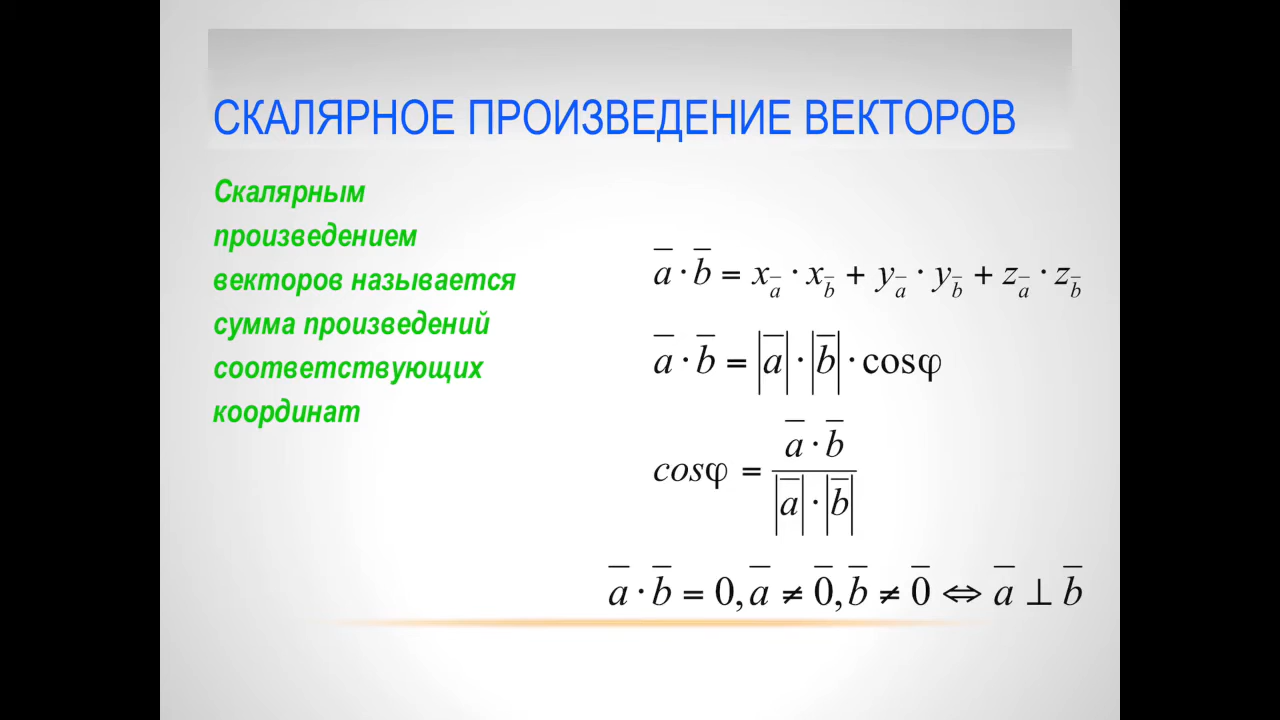 СКАЛЯРНОЕ ПРОИЗВЕДЕНИЕ ВЕКТОРОВ
Скалярным
произведением
векторов называется
сумма произведений
соответствующих
координат
a̅ · b̅ = x_a̅ · x_b̅ + y_a̅ · y_b̅ + z_a̅ · z_b̅
a̅ · b̅ = |a̅| · |b̅| · cosφ
cosφ = (a̅ · b̅) / (|a̅| · |b̅|)
a̅ · b̅ = 0, a̅ ≠ 0̅, b̅ ≠ 0̅ ⇔ a̅ ⊥ b̅